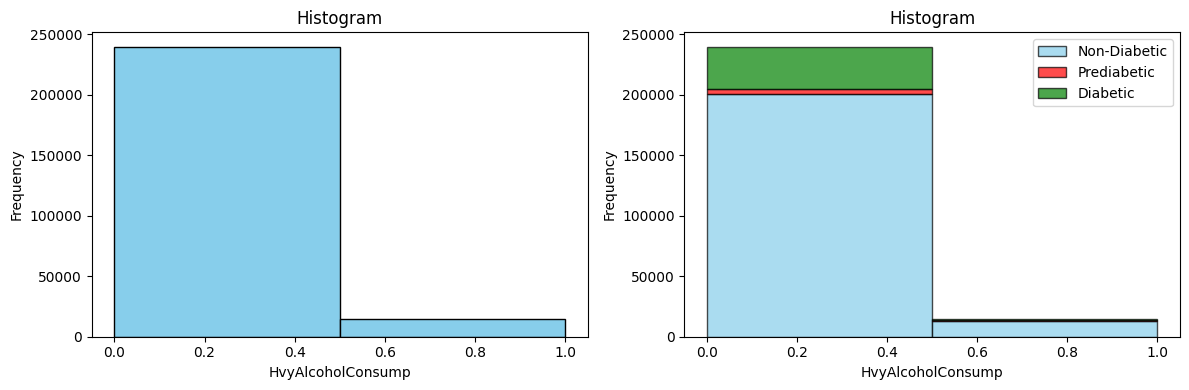 Histogram
250000
200000
150000
100000
50000
0
Frequency
0.0 0.2 0.4 0.6 0.8 1.0
HvyAlcoholConsump
Histogram
Non-Diabetic
Prediabetic
Diabetic
250000
200000
150000
100000
50000
0
Frequency
0.0 0.2 0.4 0.6 0.8 1.0
HvyAlcoholConsump